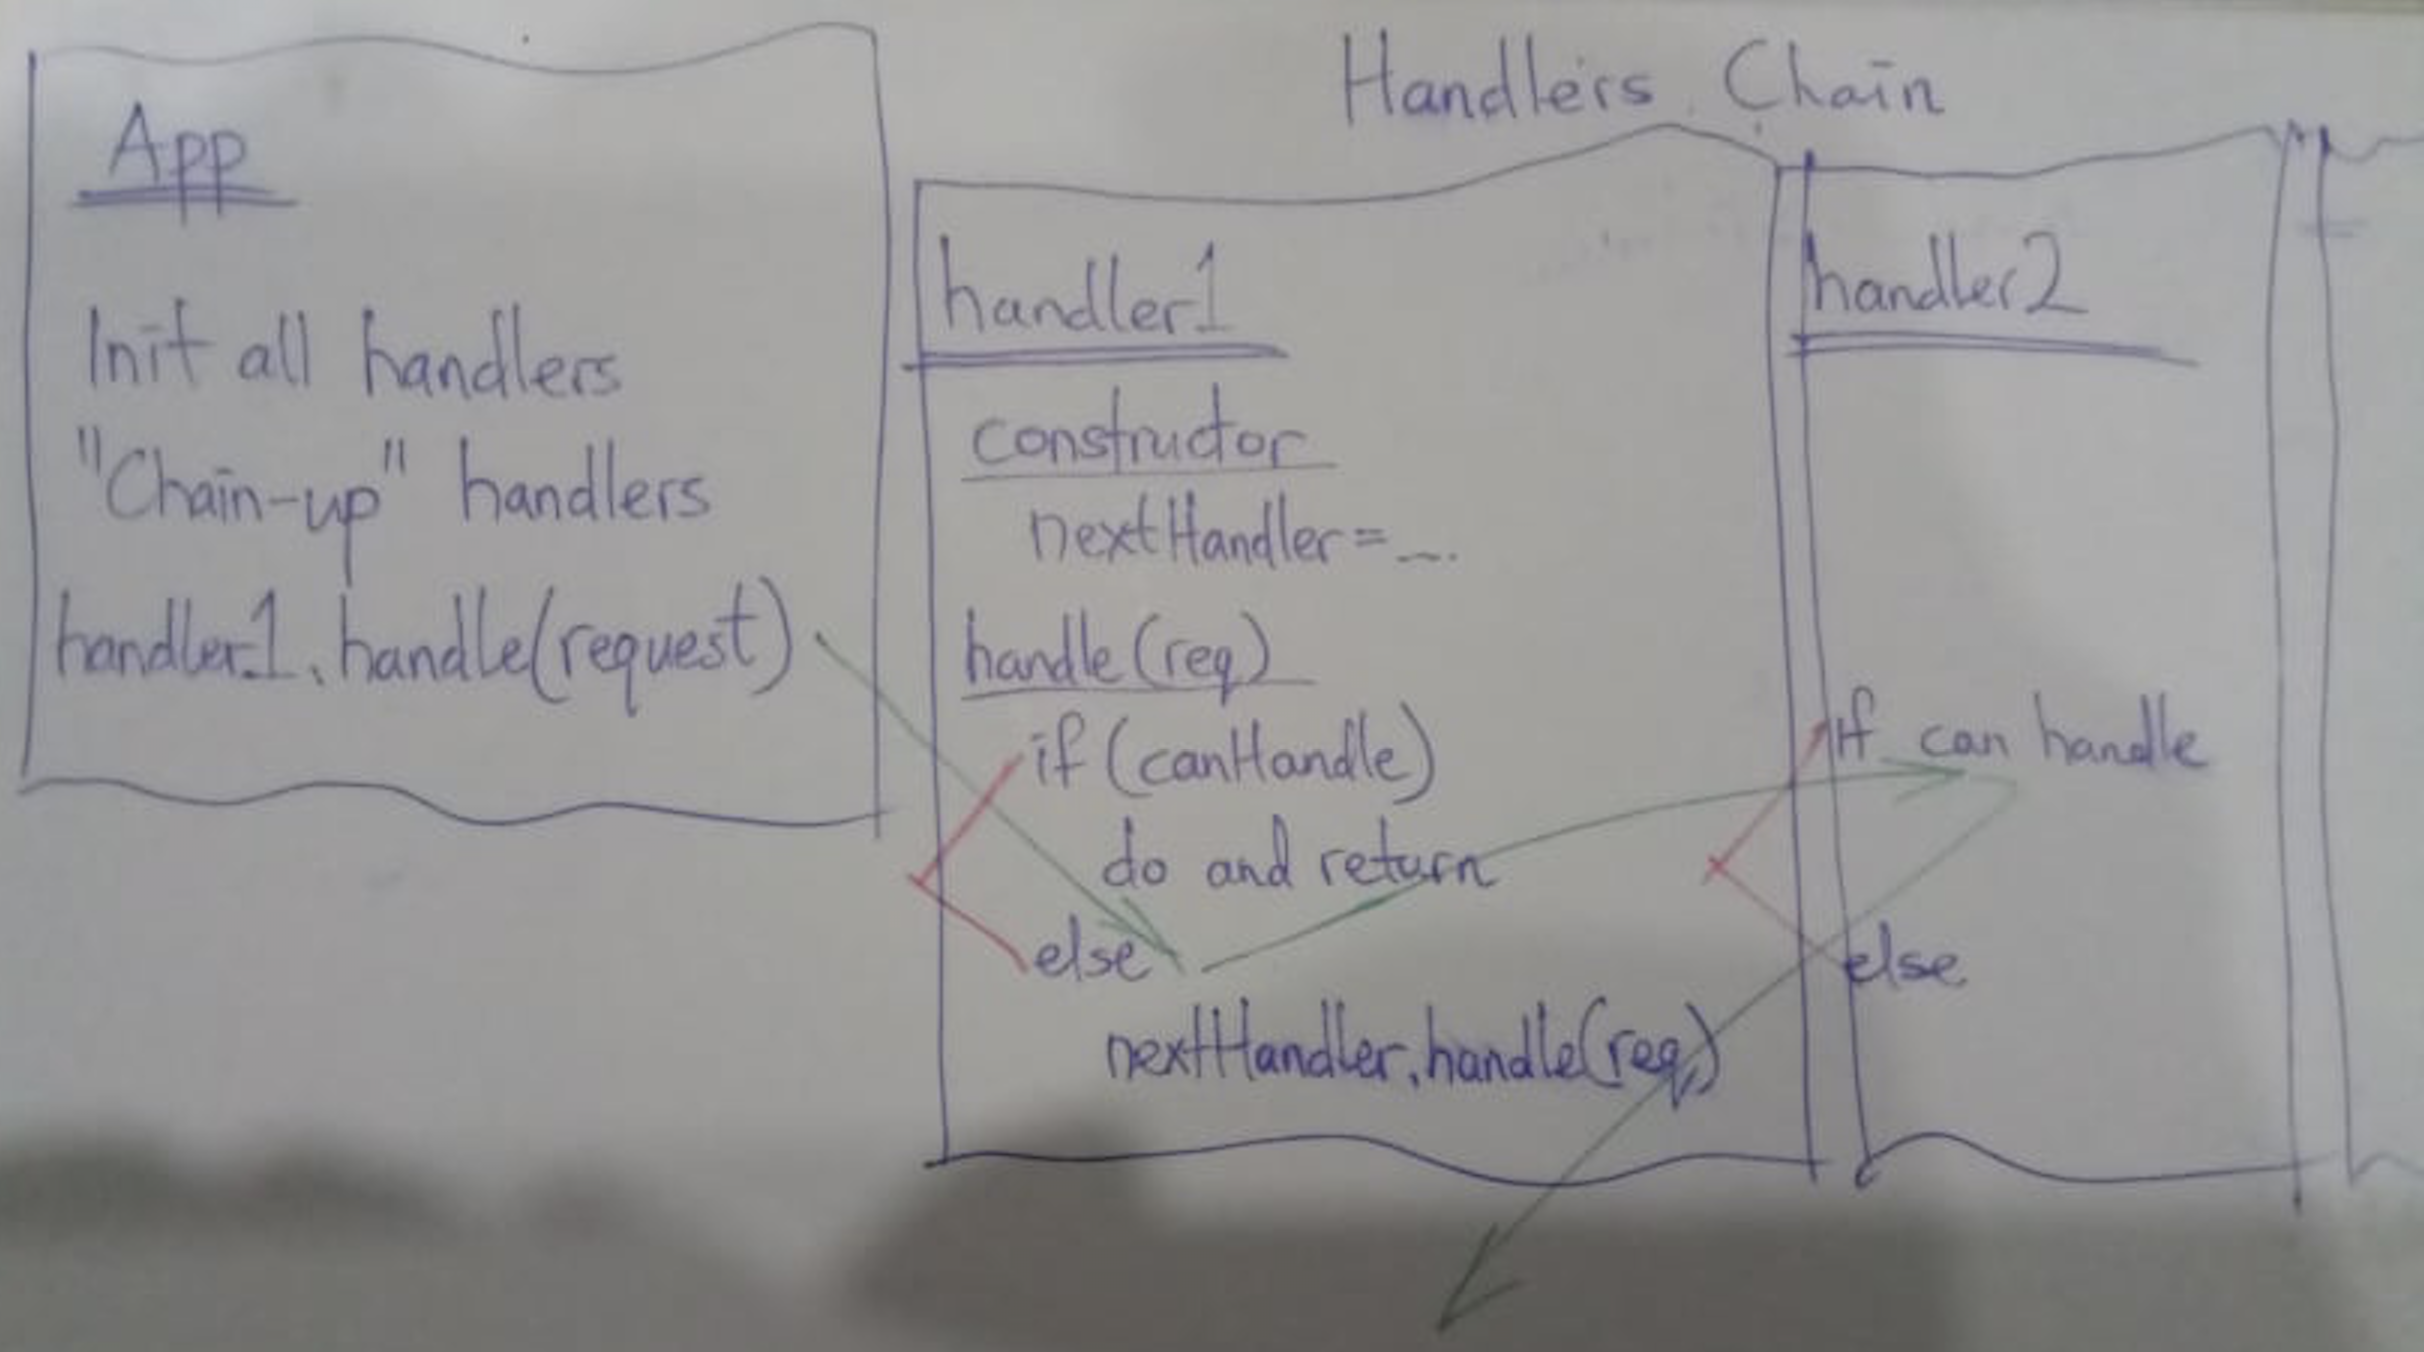 App
Init all handlers
"Chain-up" handlers
handler1.handle(request)
Handlers Chain
handler1
constructor
nextHandler=...
handle(req)
if (canHandle)
do and return
else
nextHandler.handle(req)
handler2
if can handle
else